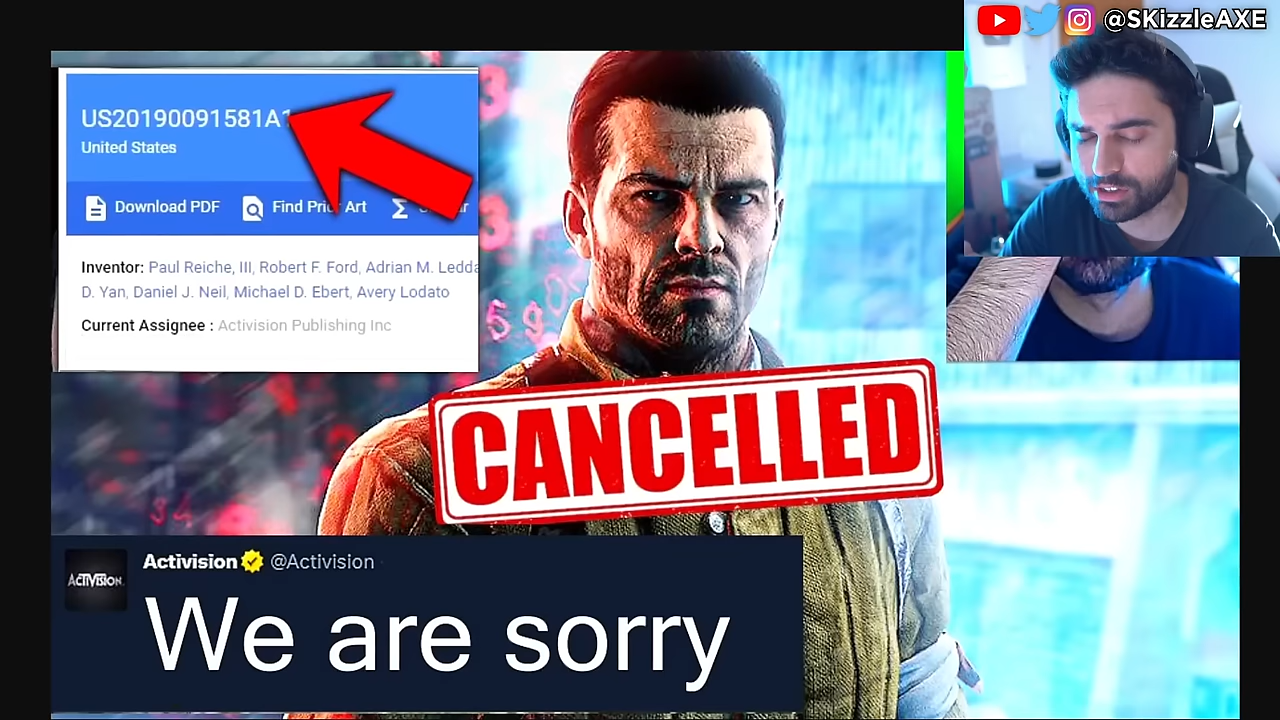 @SKizzleAXE
US20190091581A1
United States
Download PDF
Find Prior Art
Inventor: Paul Reiche, III, Robert F. Ford, Adrian M. Ledda
D. Yan, Daniel J. Neil, Michael D. Ebert, Avery Lodato
Current Assignee : Activision Publishing Inc
CANCELLED
ACTIVISION
Activision @Activision
We are sorry